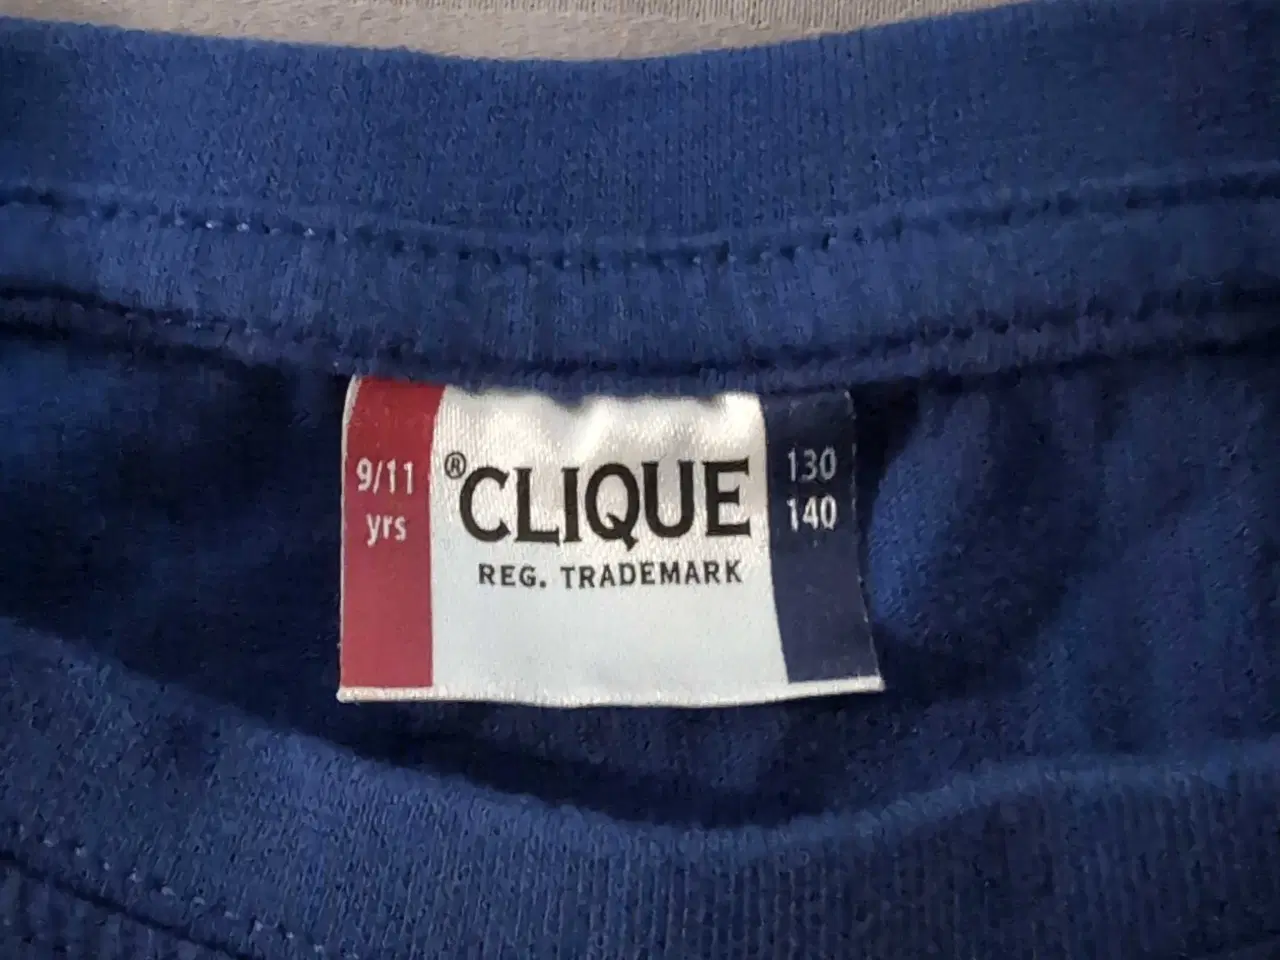 9/11
yrs
®CLIQUE
REG. TRADEMARK
130
140